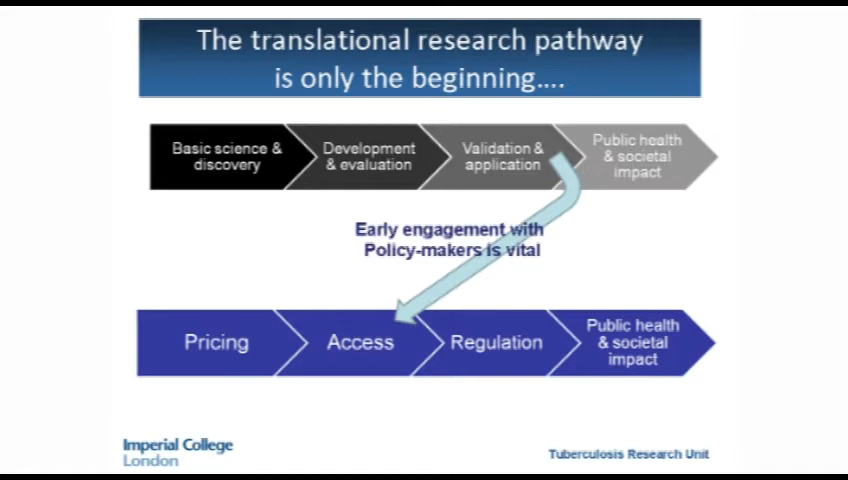 The translational research pathway
is only the beginning....
Basic science &
discovery
Development
& evaluation
Validation &
application
Public health
& societal
impact
Early engagement with
Policy-makers is vital
Pricing
Access
Regulation
Public health
& societal
impact
Imperial College
London
Tuberculosis Research Unit